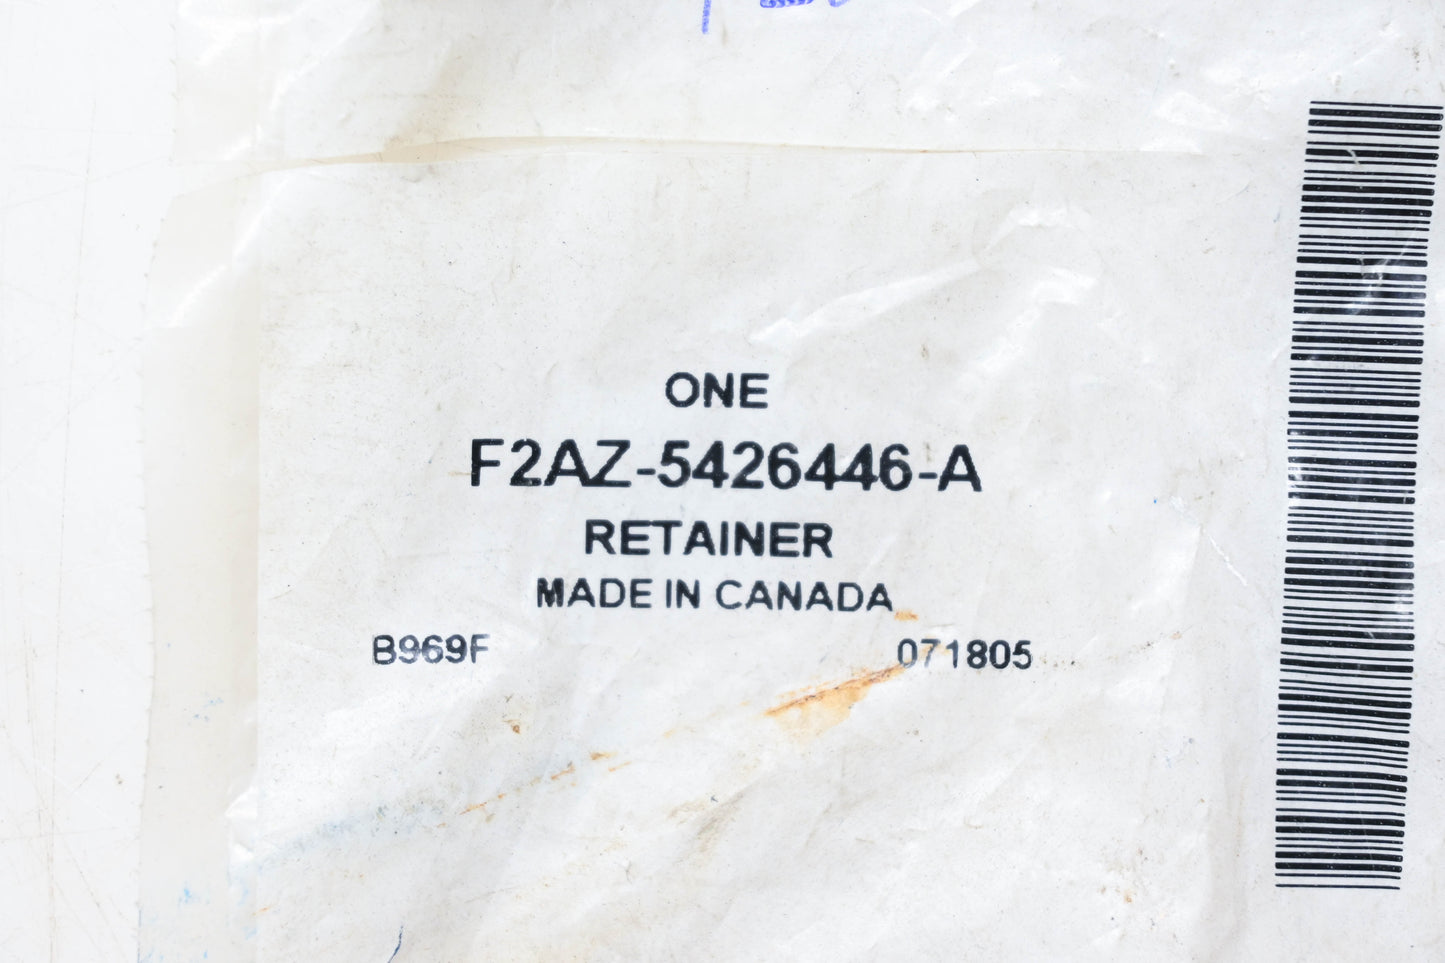 ONE
F2AZ-5426446-A
RETAINER
MADE IN CANADA
B969F 071805